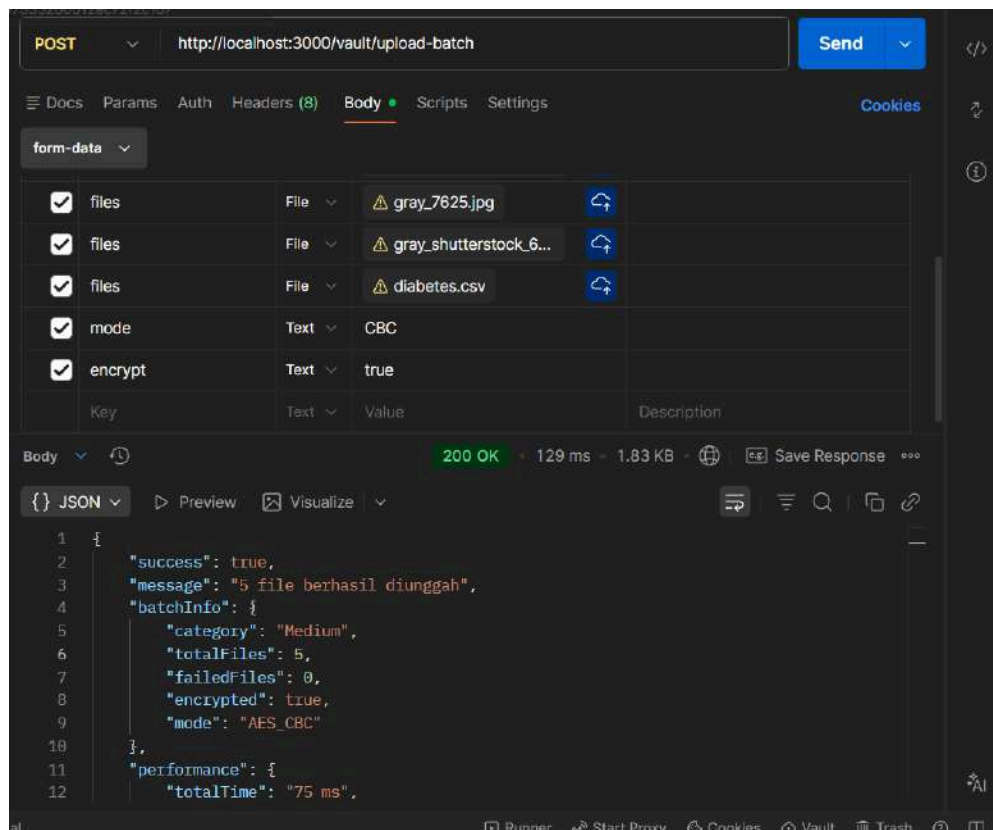 POST http://localhost:3000/vault/upload-batch Send
Docs Params Auth Headers (8) Body Scripts Settings Cookies
form-data
files File gray_7625.jpg
files File gray_shutterstock_6...
files File diabetes.csv
mode Text CBC
encrypt Text true
Key Text Value Description
Body 200 OK 129 ms 1.83 KB e.g. Save Response
{} JSON Preview Visualize
1 {
2 "success": true,
3 "message": "5 file berhasil diunggah",
4 "batchInfo": {
5 "category": "Medium",
6 "totalFiles": 5,
7 "failedFiles": 0,
8 "encrypted": true,
9 "mode": "AES_CBC"
10 },
11 "performance": {
12 "totalTime": "75 ms",
AI
Runner Start Proxy Cookies Vault Trash